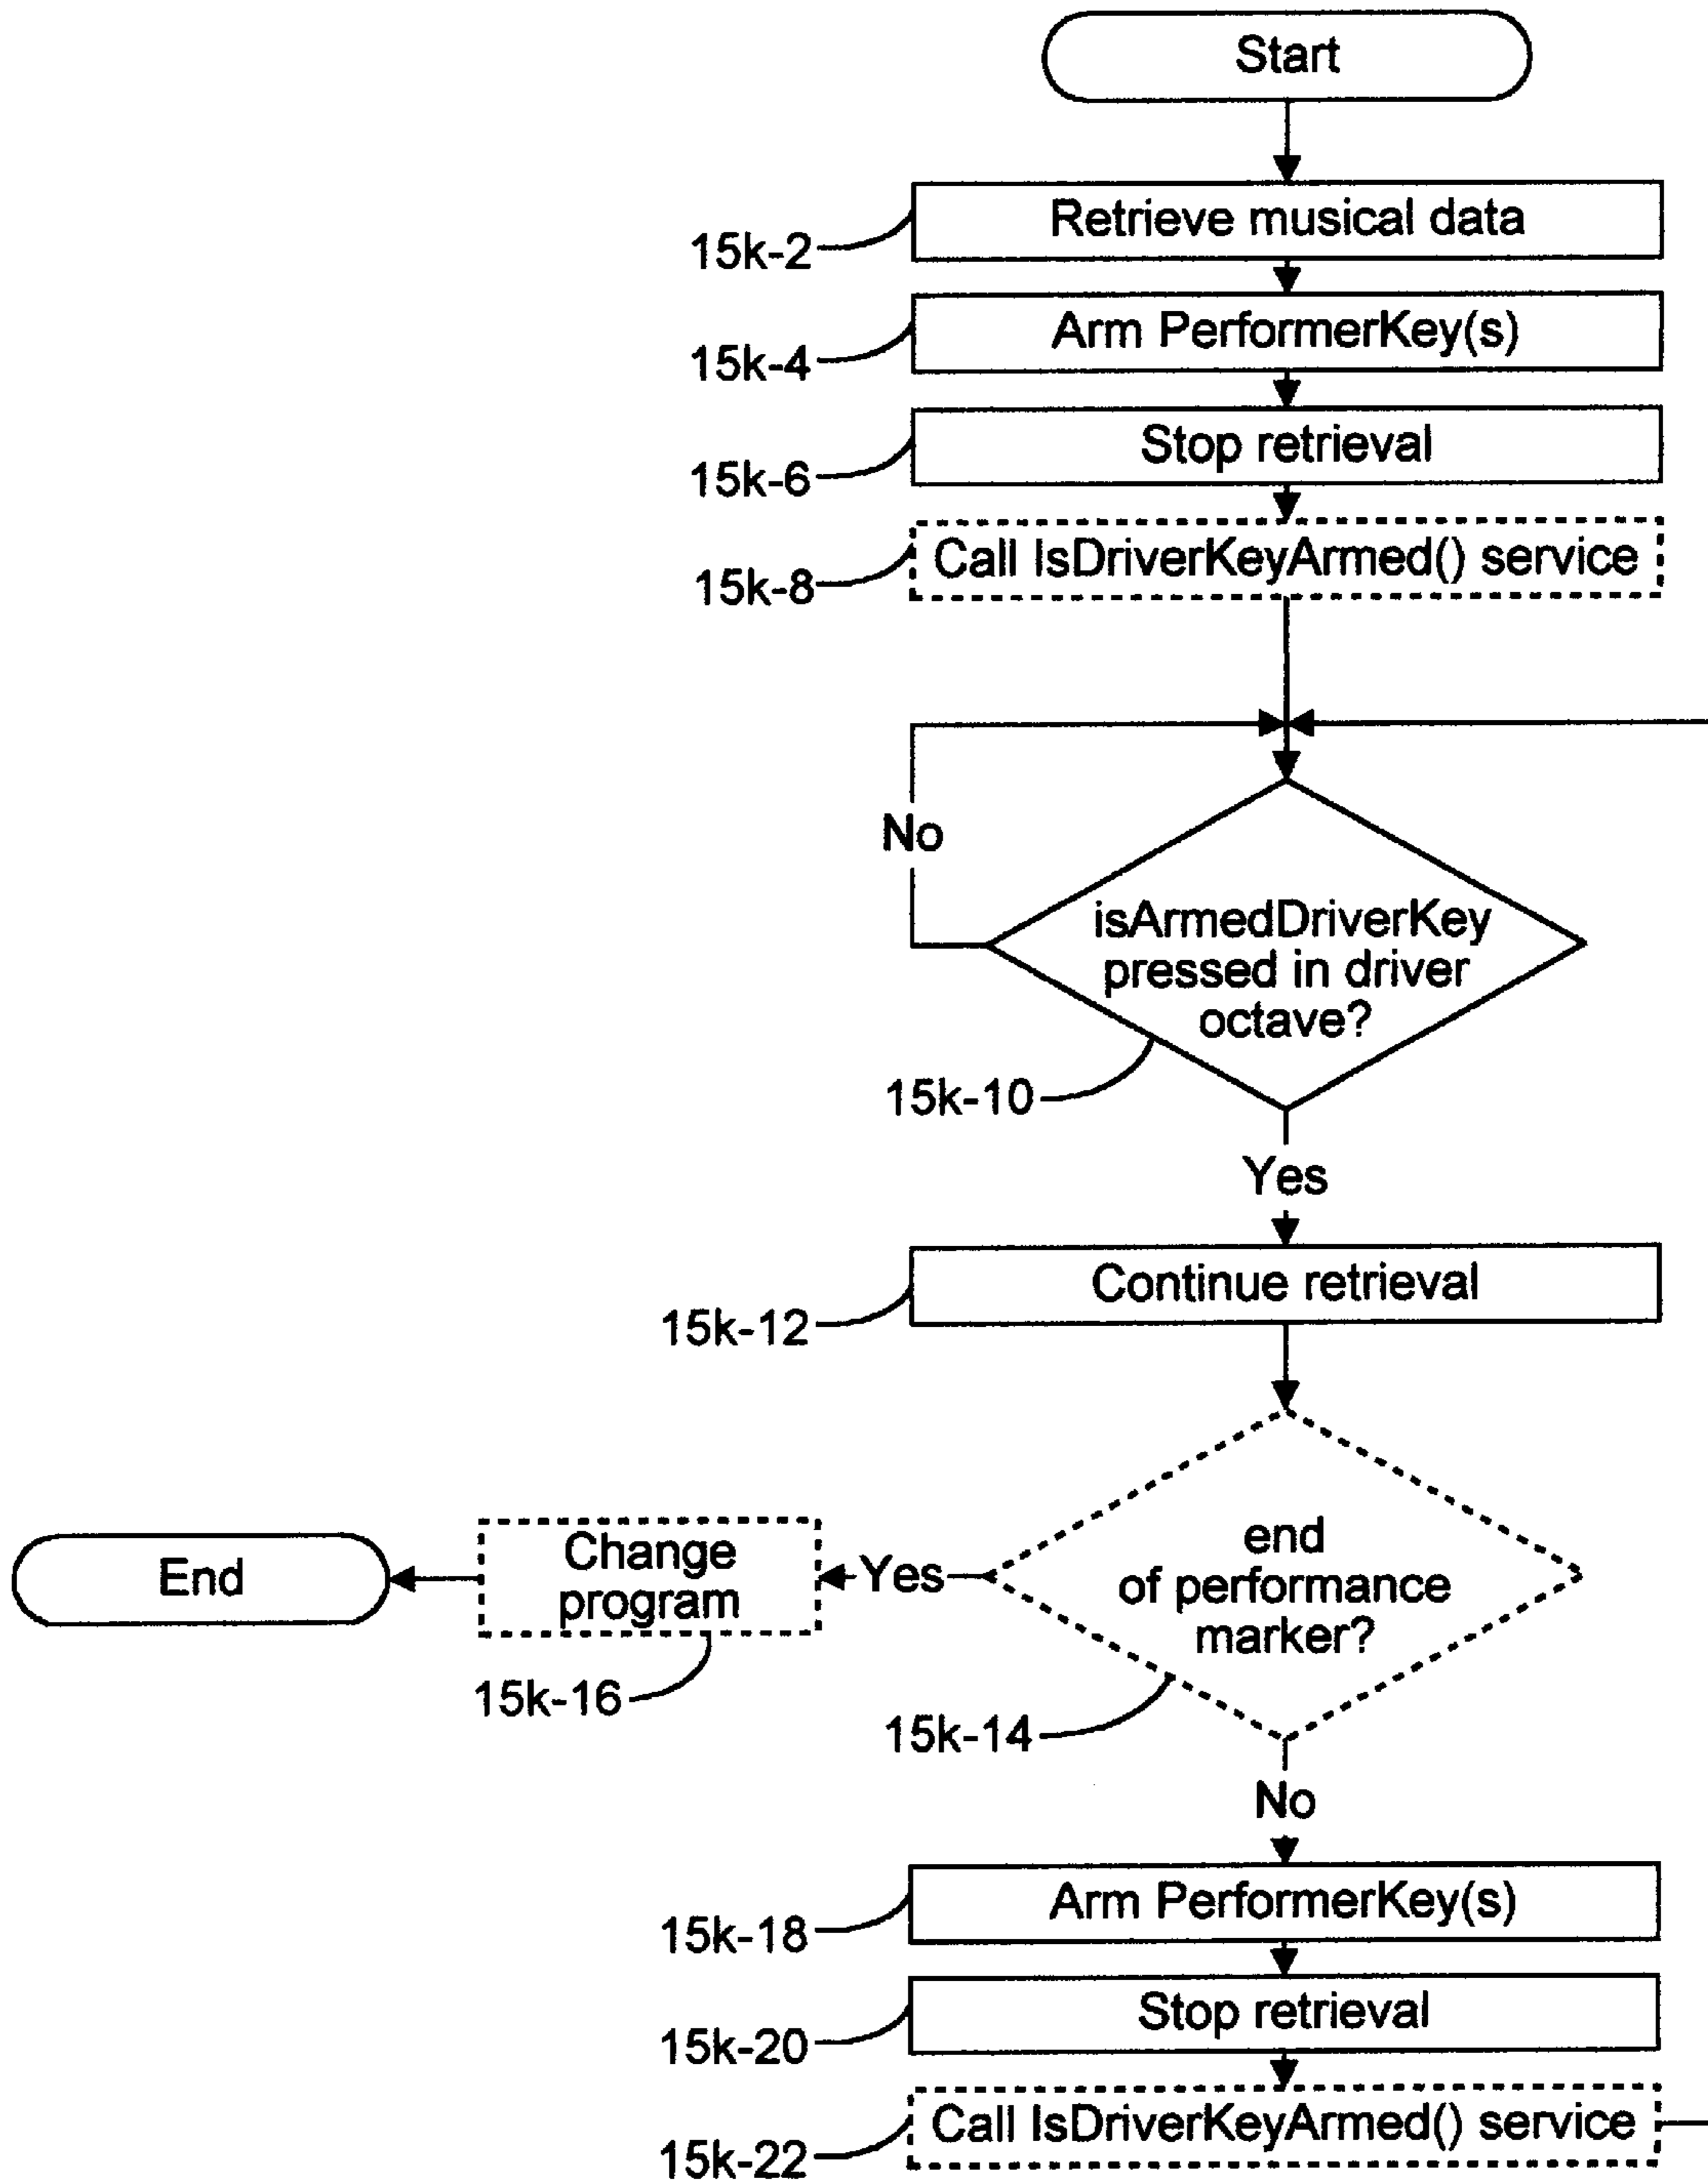 Start
Retrieve musical data
15k-2
Arm PerformerKey(s)
15k-4
Stop retrieval
15k-6
Call IsDriverKeyArmed() service
15k-8
No
isArmedDriverKey
pressed in driver
octave?
15k-10
Yes
Continue retrieval
15k-12
end
of performance
marker?
Yes
Change
program
End
15k-16
15k-14
No
Arm PerformerKey(s)
15k-18
Stop retrieval
15k-20
Call IsDriverKeyArmed() service
15k-22